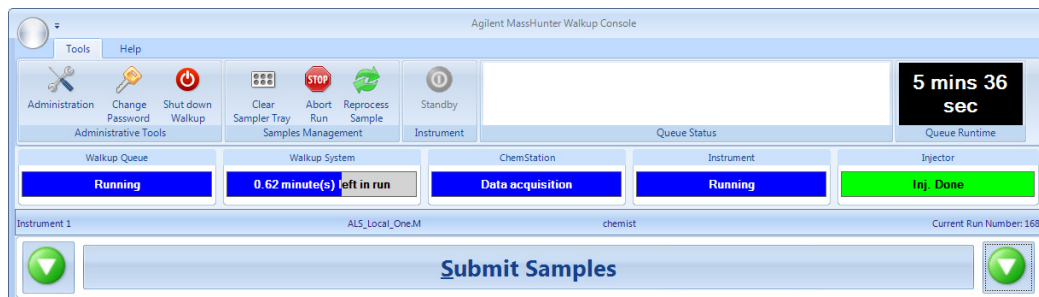 Agilent MassHunter Walkup Console
Tools Help
STOP
Administration Change Password Shut down Walkup
Clear Sampler Tray Abort Run Reprocess Sample
Standby
5 mins 36 sec
Administrative Tools Samples Management Instrument Queue Status Queue Runtime
Walkup Queue Walkup System ChemStation Instrument Injector
Running 0.62 minute(s) left in run Data acquisition Running Inj. Done
Instrument 1 ALS_Local_One.M chemist Current Run Number: 168
Submit Samples